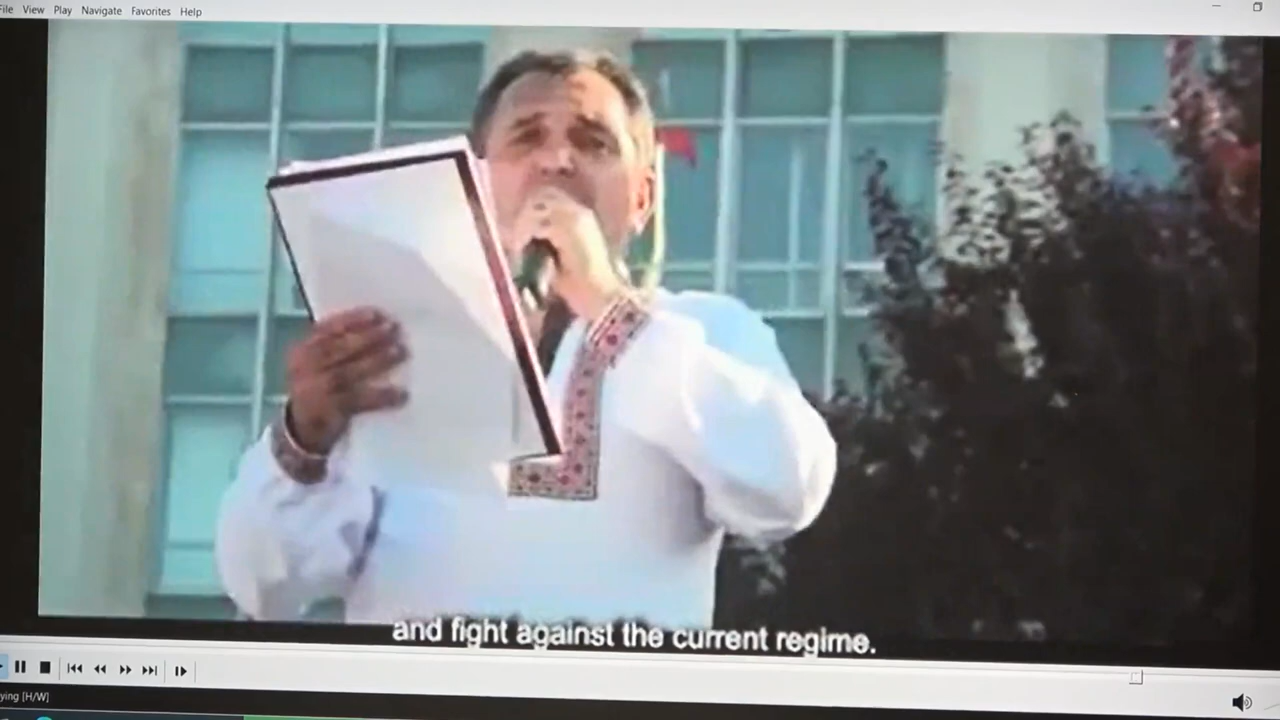 File View Play Navigate Favorites Help
and fight against the current regime.
ying [H/W]